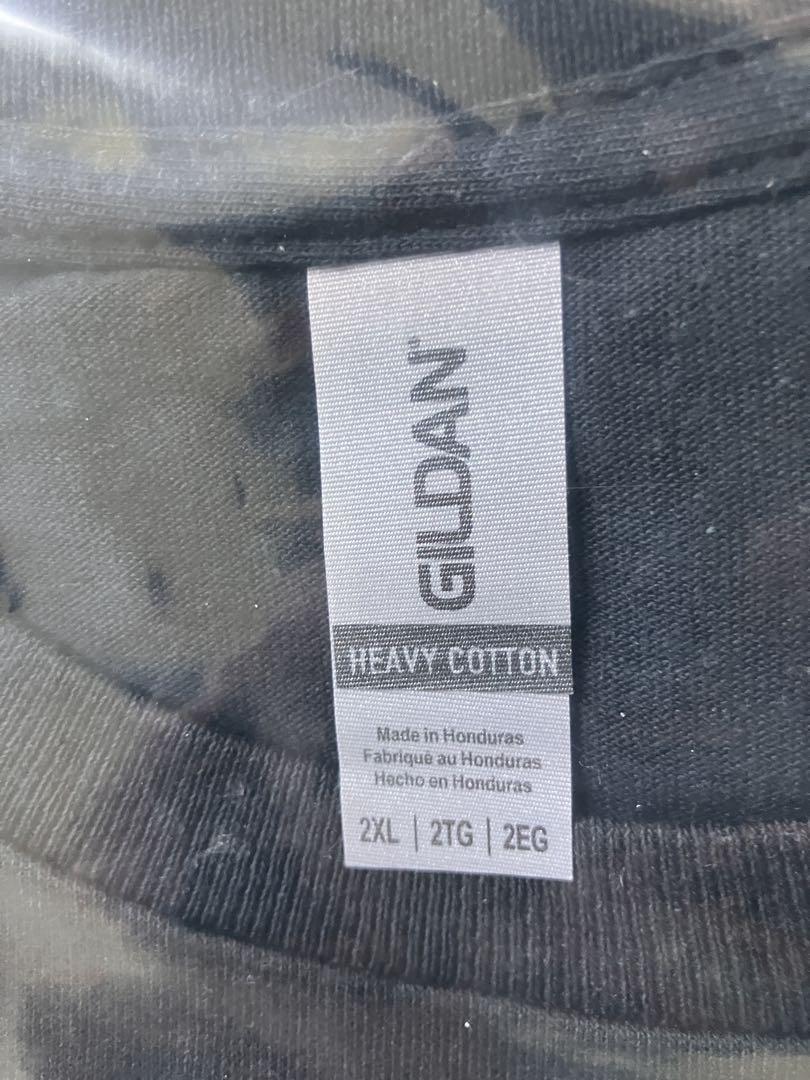 GILDAN®
HEAVY COTTON
Made in Honduras
Fabriqué au Honduras
Hecho en Honduras
2XL | 2TG | 2EG